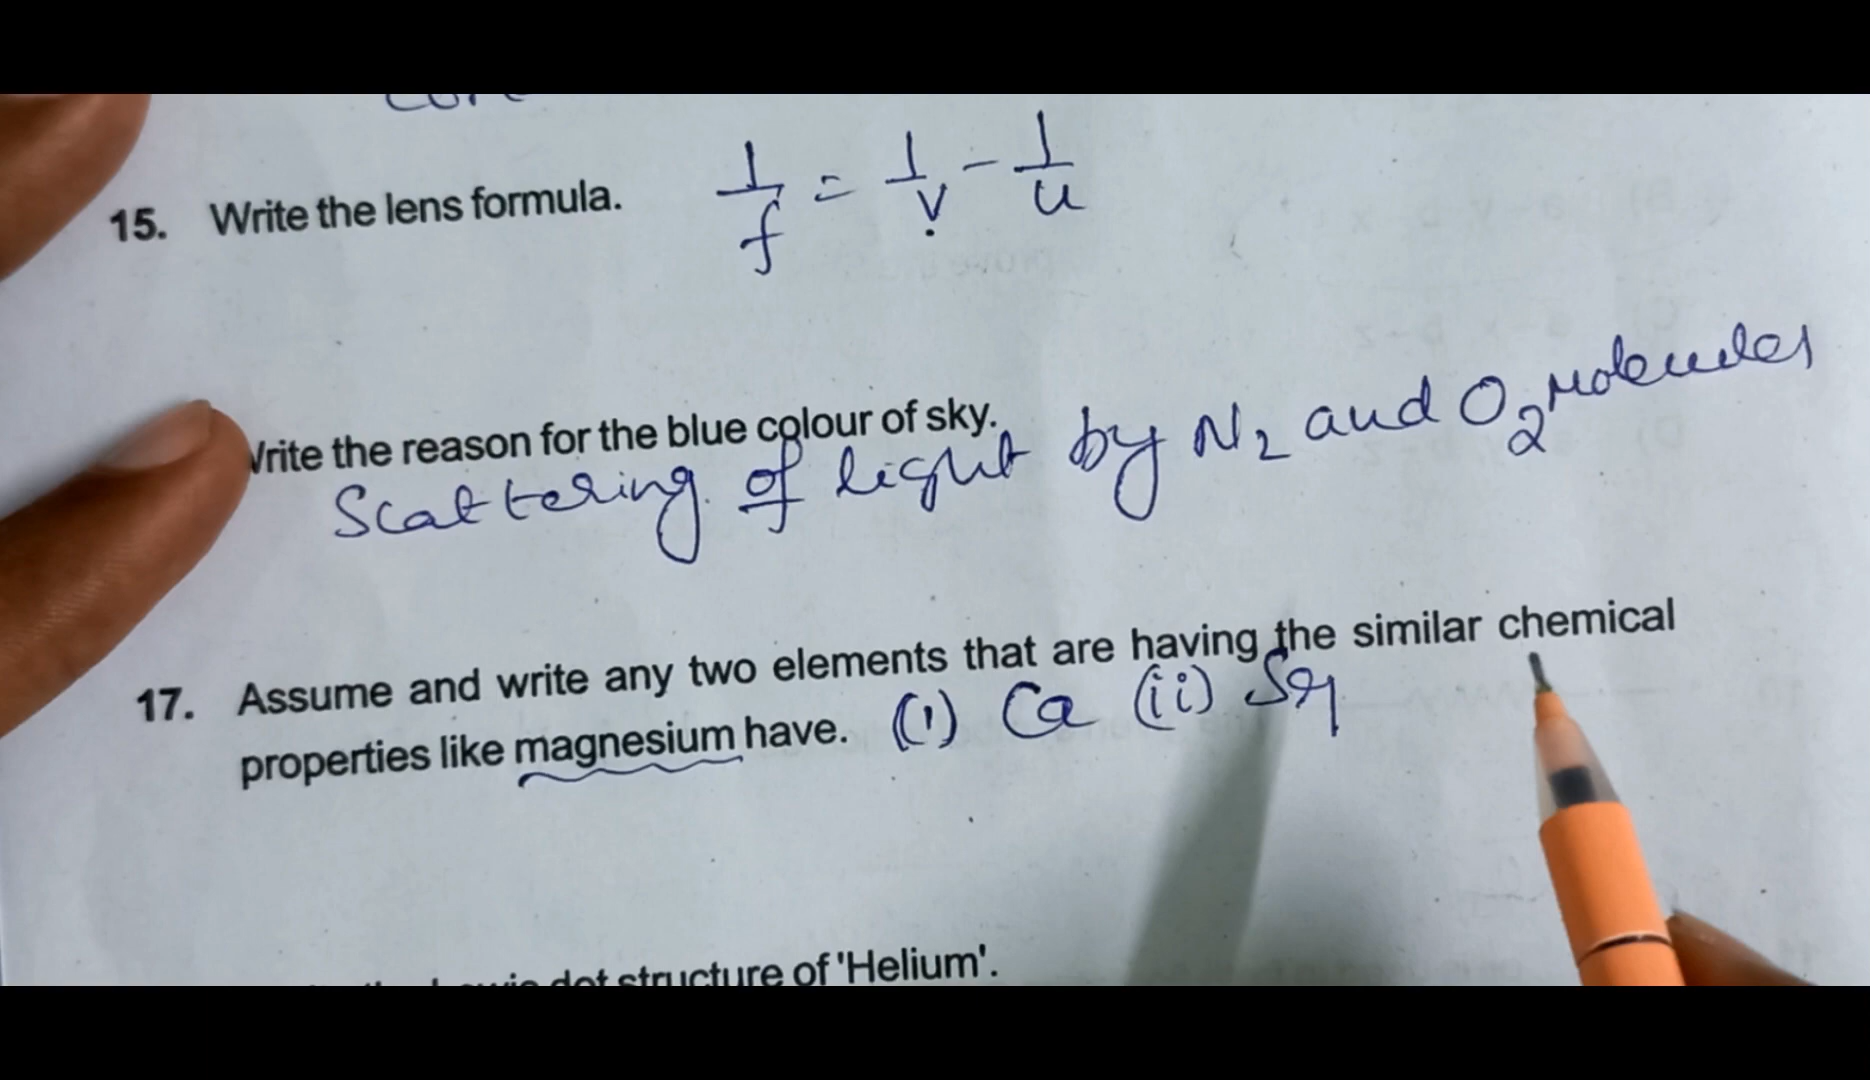 15. Write the lens formula. 1/f = 1/v - 1/u
Write the reason for the blue colour of sky.
Scattering of light by N2 and O2 molecules
17. Assume and write any two elements that are having the similar chemical
properties like magnesium have. (i) Ca (ii) Sr
dot structure of 'Helium'.